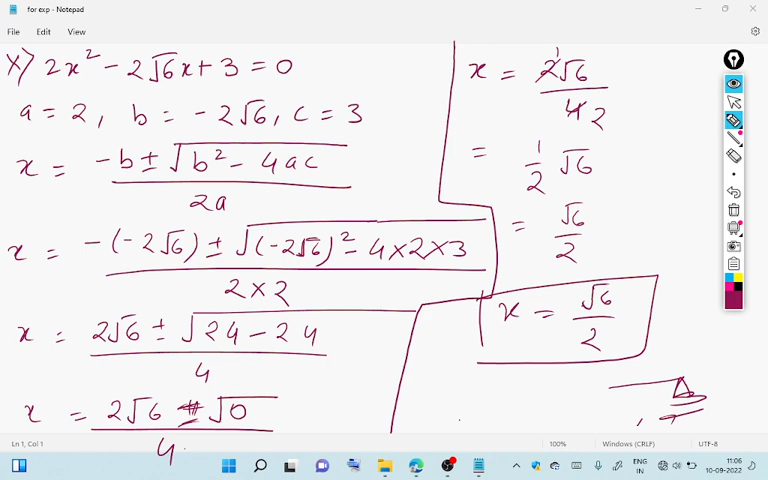 for exp - Notepad
File Edit View
x) 2x² - 2√6x + 3 = 0
a = 2, b = -2√6, c = 3
x = (-b ± √(b² - 4ac)) / 2a
x = (-(-2√6) ± √((-2√6)² - 4×2×3)) / 2×2
x = (2√6 ± √(24 - 24)) / 4
x = (2√6 ± √0) / 4
x = 2√6 / 4
1
2
= 1/2 √6
= √6/2
x = √6/2
Ln 1, Col 1
100%
Windows (CRLF)
UTF-8
ENG
IN
11:06
10-09-2022